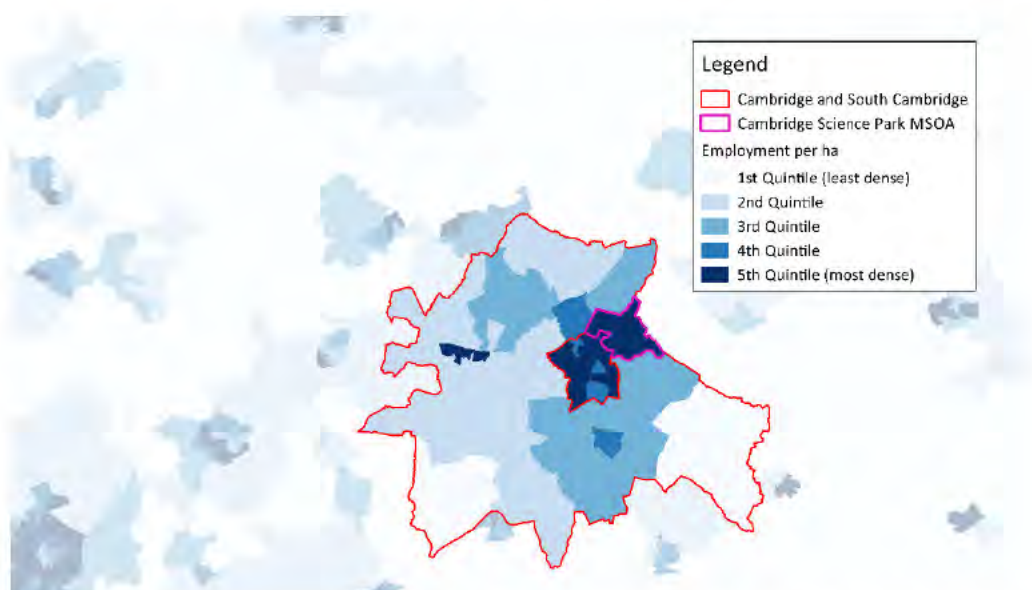 Legend
Cambridge and South Cambridge
Cambridge Science Park MSOA
Employment per ha
1st Quintile (least dense)
2nd Quintile
3rd Quintile
4th Quintile
5th Quintile (most dense)